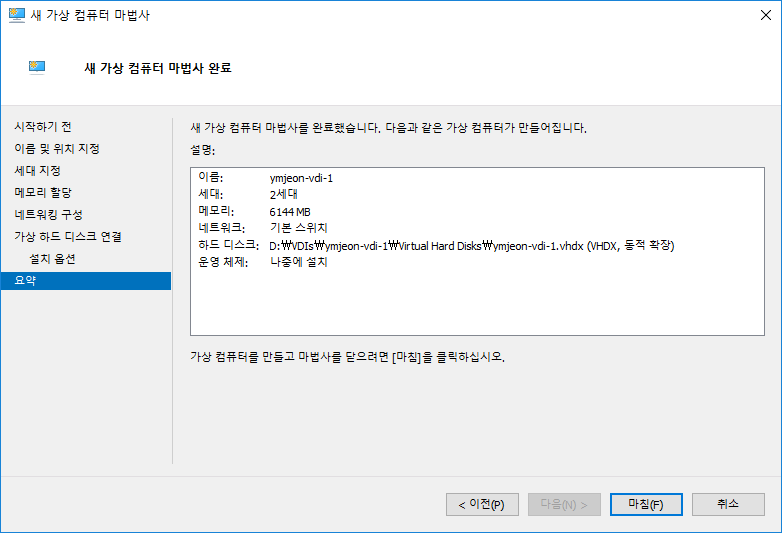 새 가상 컴퓨터 마법사
새 가상 컴퓨터 마법사 완료
시작하기 전
이름 및 위치 지정
세대 지정
메모리 할당
네트워킹 구성
가상 하드 디스크 연결
설치 옵션
요약
새 가상 컴퓨터 마법사를 완료했습니다. 다음과 같은 가상 컴퓨터가 만들어집니다.
설명:
이름: ymjeon-vdi-1
세대: 2세대
메모리: 6144 MB
네트워크: 기본 스위치
하드 디스크: D:₩VDIs₩ymjeon-vdi-1₩Virtual Hard Disks₩ymjeon-vdi-1.vhdx (VHDX, 동적 확장)
운영 체제: 나중에 설치
가상 컴퓨터를 만들고 마법사를 닫으려면 [마침]을 클릭하십시오.
< 이전(P) 다음(N) > 마침(F) 취소